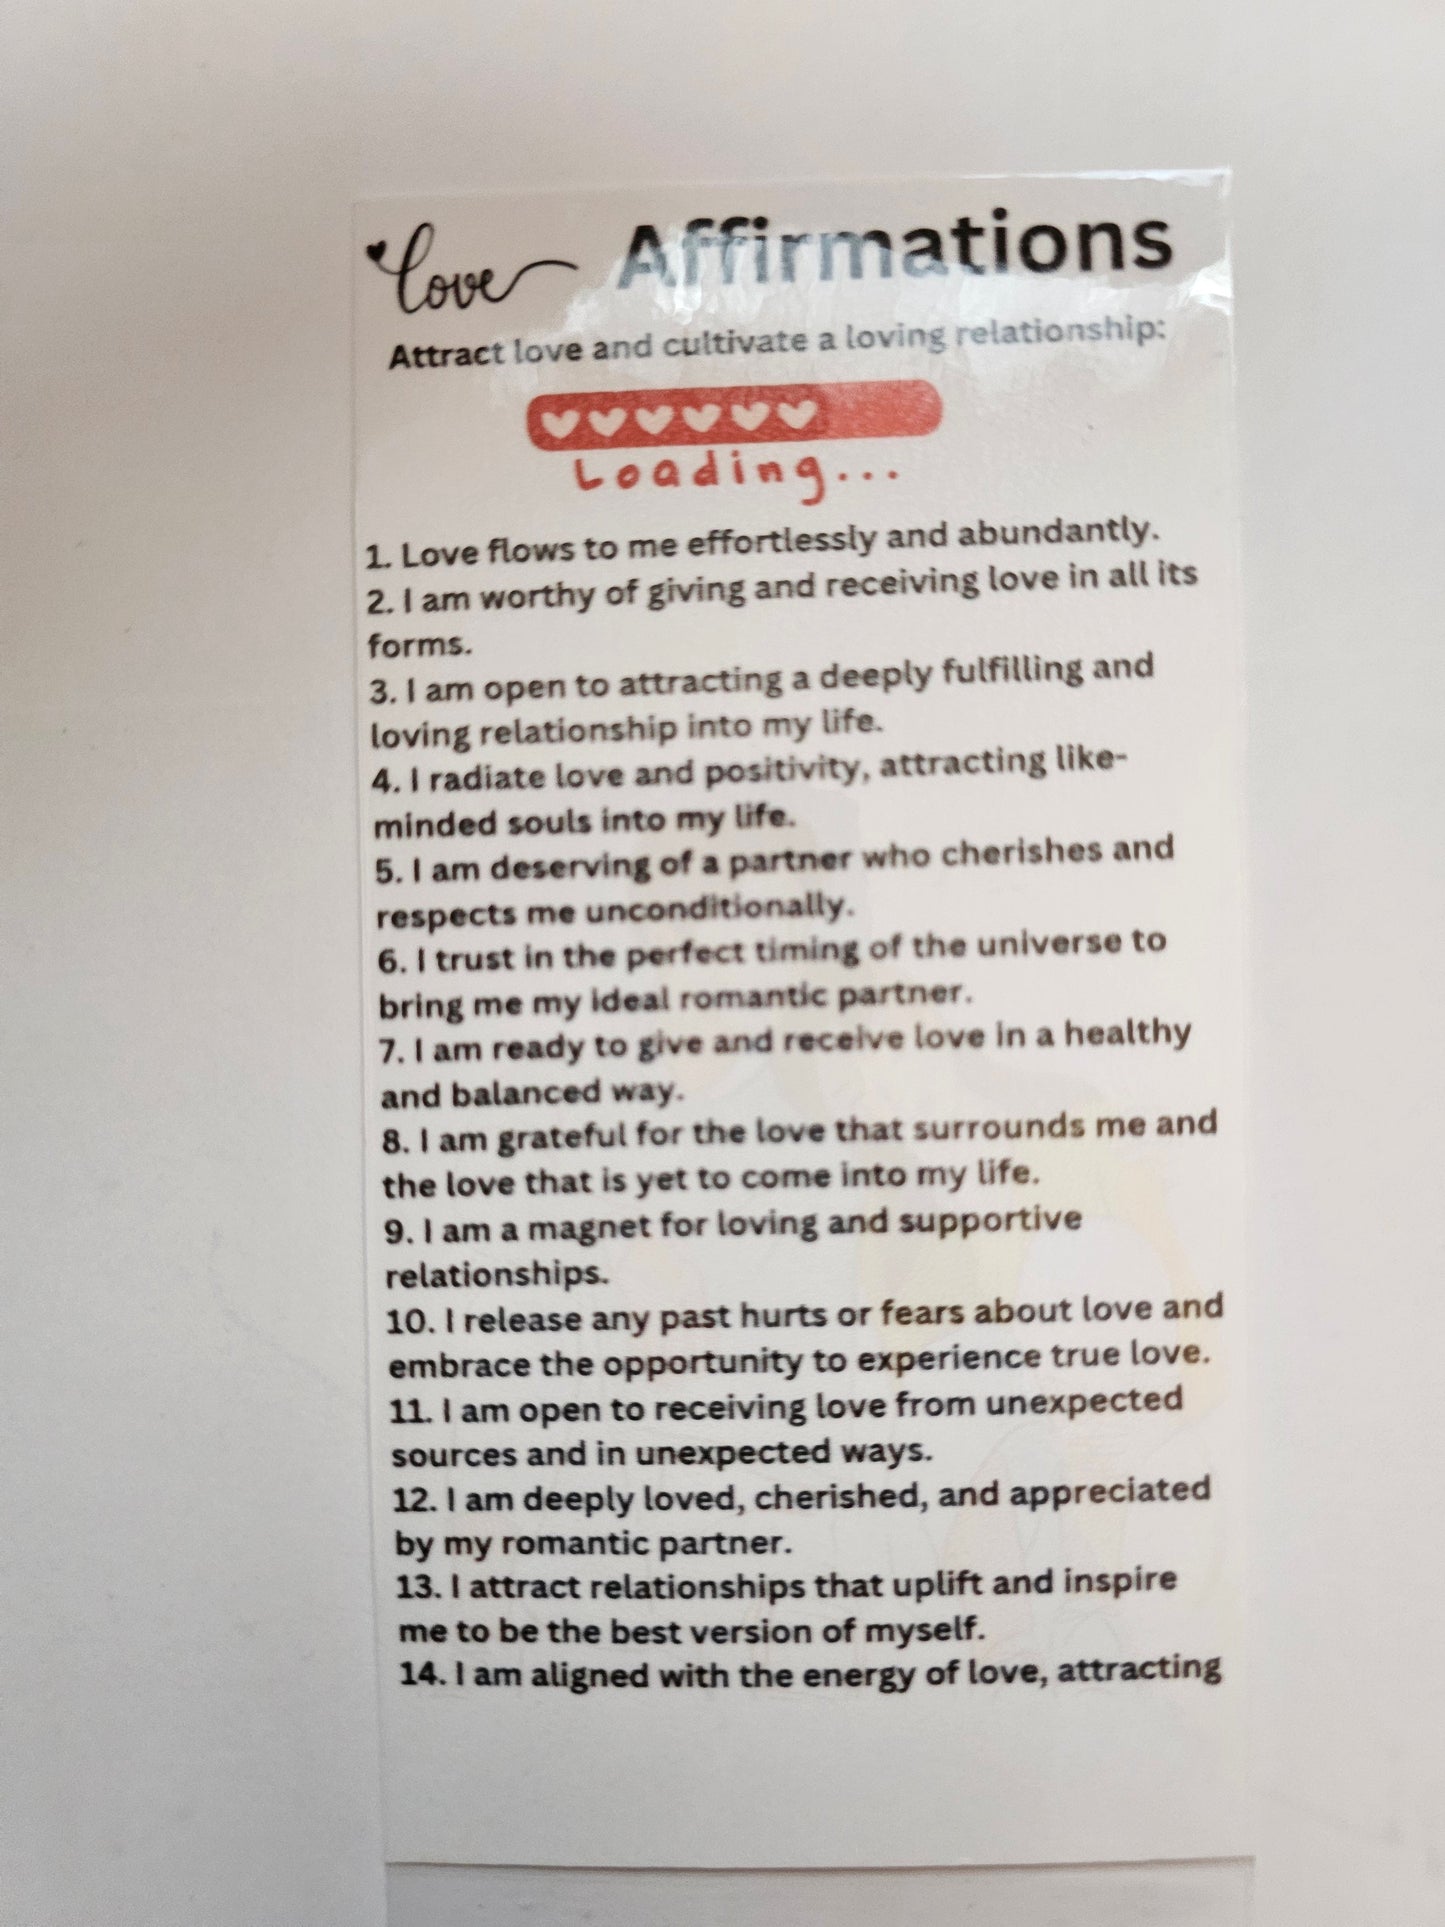 love Affirmations
Attract love and cultivate a loving relationship:
Loading...
1. Love flows to me effortlessly and abundantly.
2. I am worthy of giving and receiving love in all its
forms.
3. I am open to attracting a deeply fulfilling and
loving relationship into my life.
4. I radiate love and positivity, attracting like-
minded souls into my life.
5. I am deserving of a partner who cherishes and
respects me unconditionally.
6. I trust in the perfect timing of the universe to
bring me my ideal romantic partner.
7. I am ready to give and receive love in a healthy
and balanced way.
8. I am grateful for the love that surrounds me and
the love that is yet to come into my life.
9. I am a magnet for loving and supportive
relationships.
10. I release any past hurts or fears about love and
embrace the opportunity to experience true love.
11. I am open to receiving love from unexpected
sources and in unexpected ways.
12. I am deeply loved, cherished, and appreciated
by my romantic partner.
13. I attract relationships that uplift and inspire
me to be the best version of myself.
14. I am aligned with the energy of love, attracting